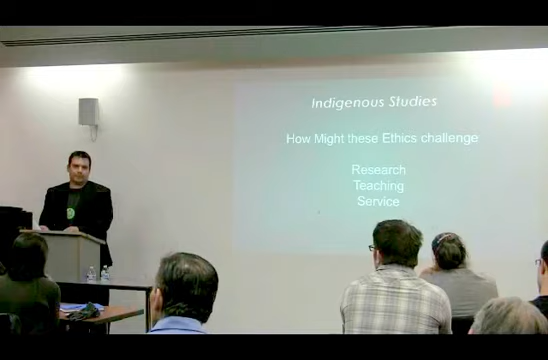 Indigenous Studies
How Might these Ethics challenge
Research
Teaching
Service